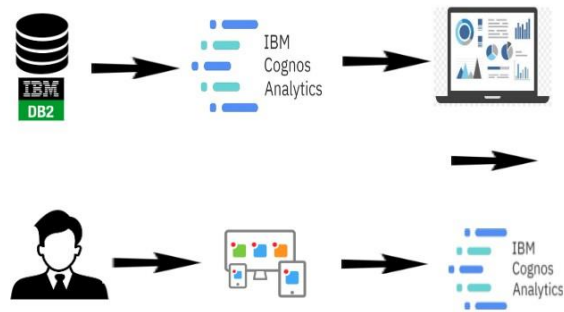 IBM
DB2
IBM
Cognos
Analytics
IBM
Cognos
Analytics